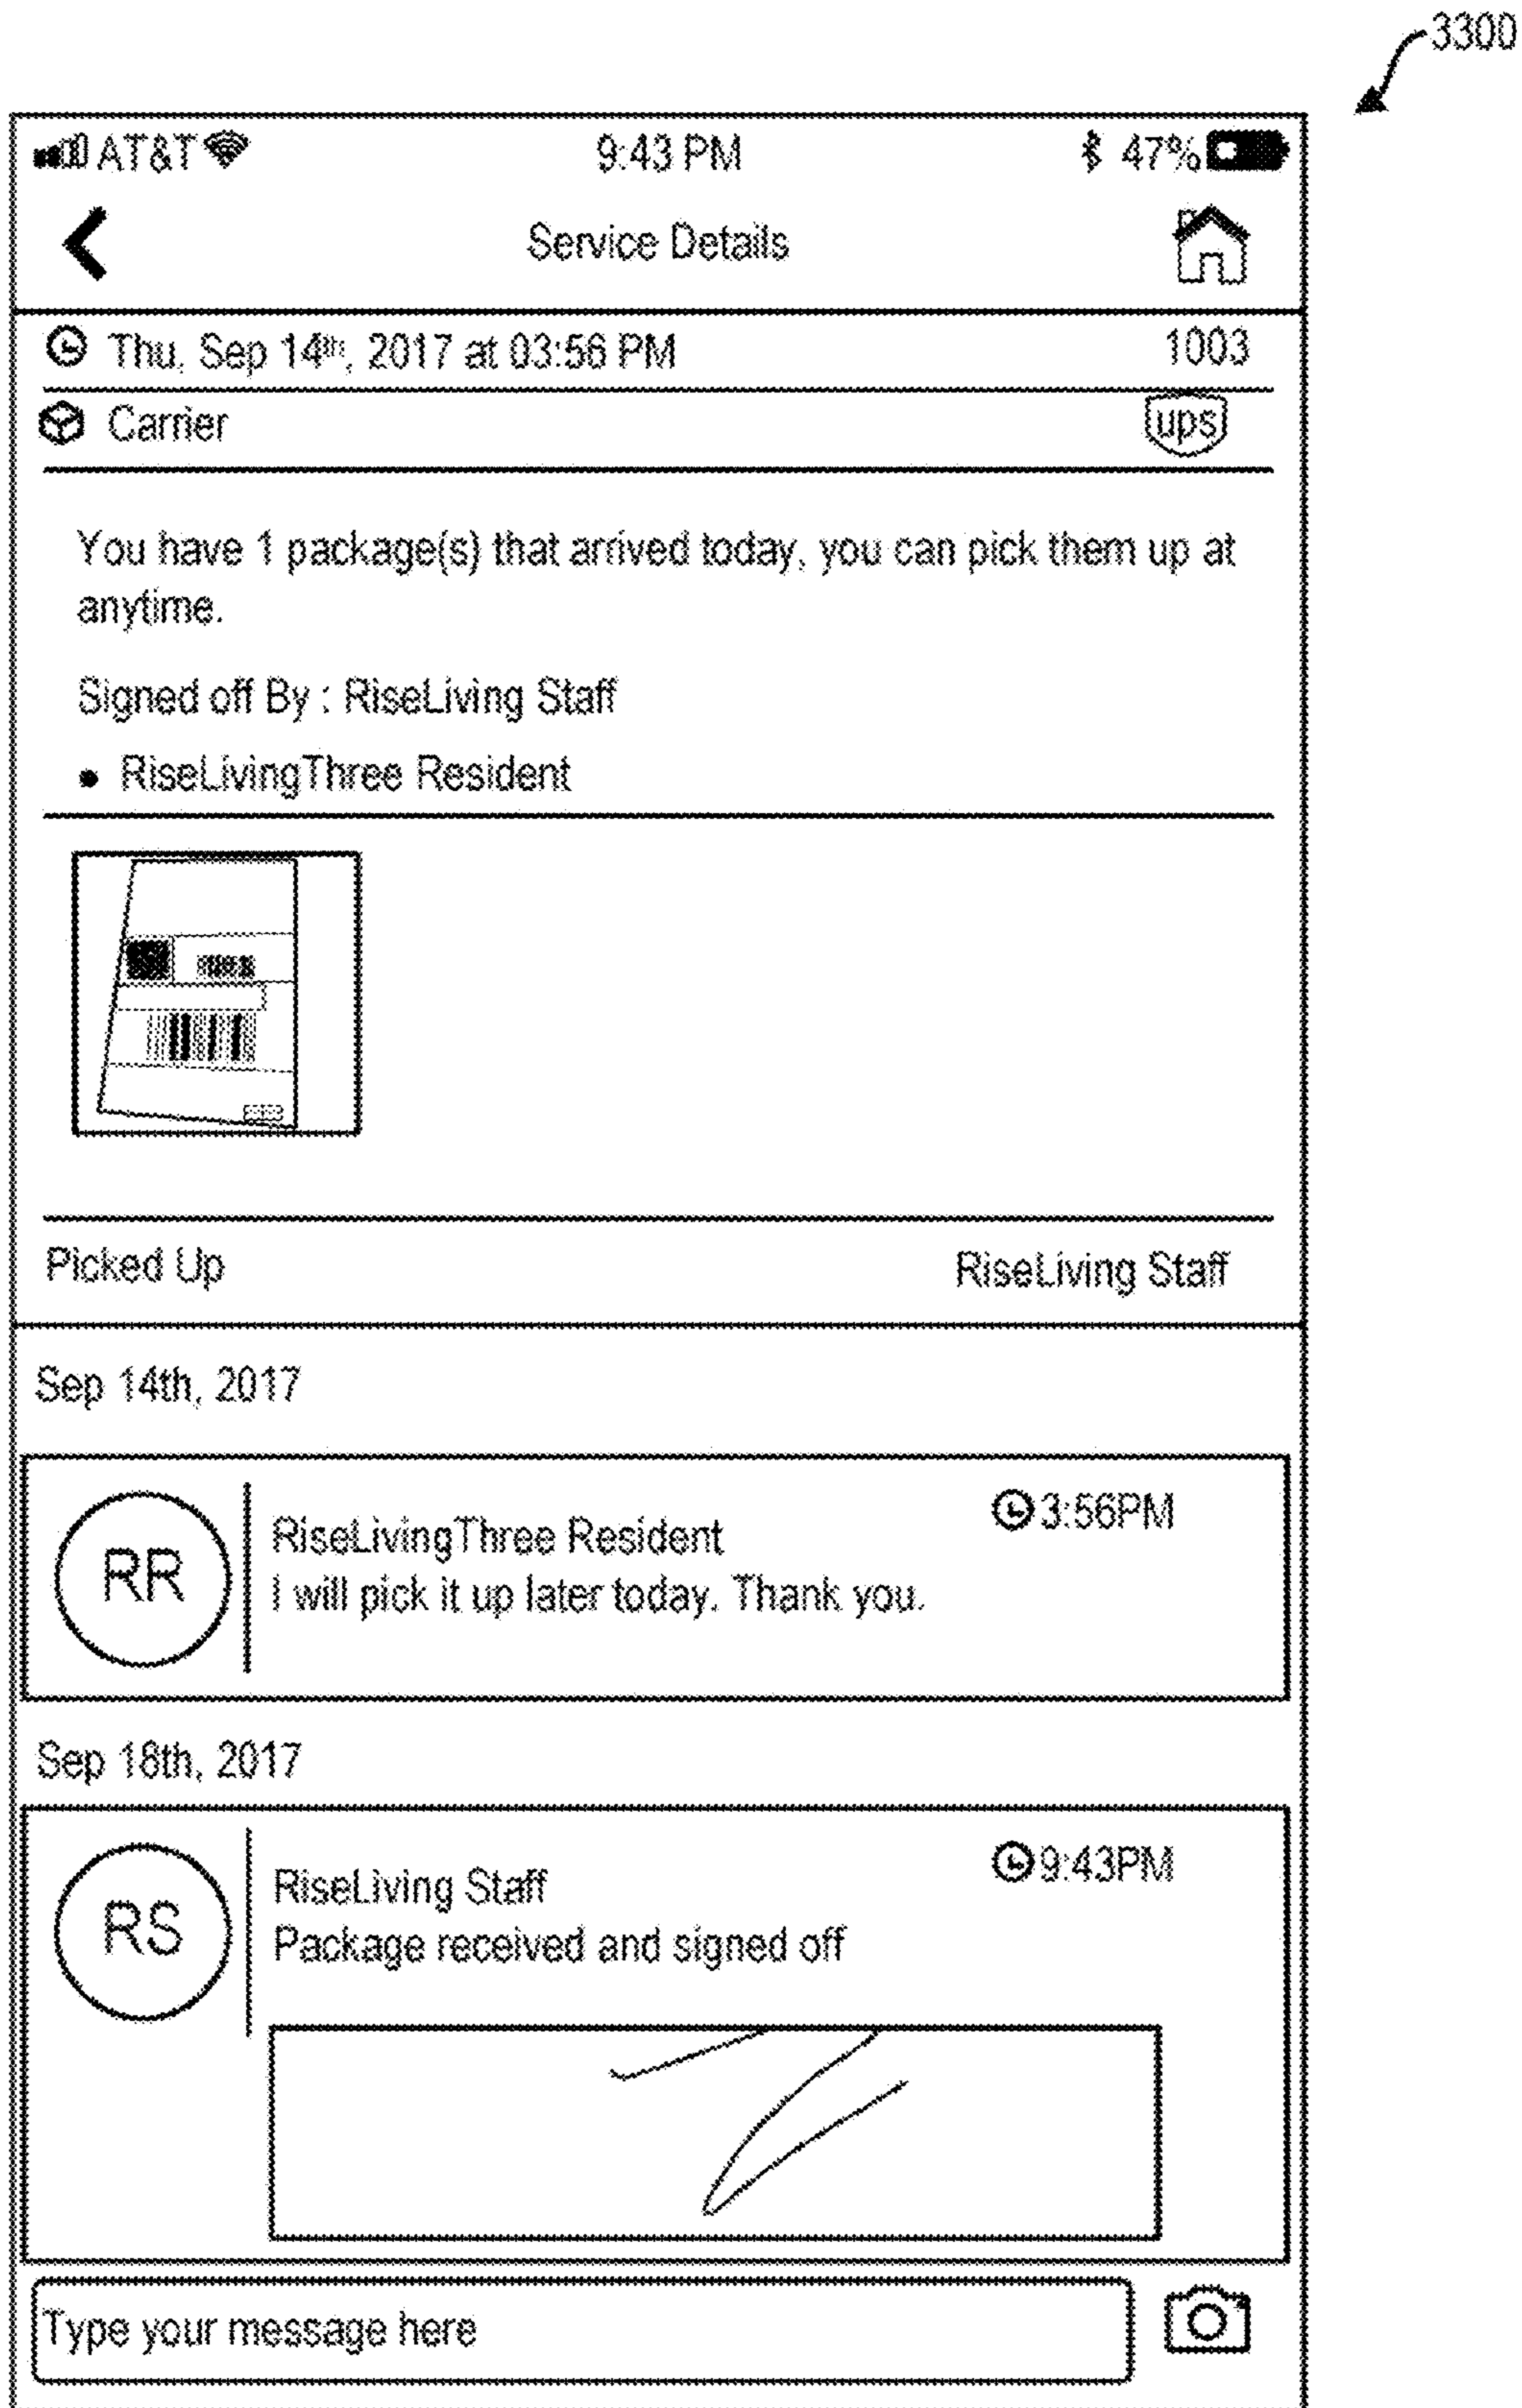 3300
AT&T 9:43 PM 47%
Service Details
Thu, Sep 14th, 2017 at 03:56 PM 1003
Carrier ups
You have 1 package(s) that arrived today, you can pick them up at
anytime.
Signed off By : RiseLiving Staff
• RiseLivingThree Resident
Picked Up RiseLiving Staff
Sep 14th, 2017
RR
RiseLivingThree Resident 3:56PM
I will pick it up later today. Thank you.
Sep 18th, 2017
RS
RiseLiving Staff 9:43PM
Package received and signed off
Type your message here